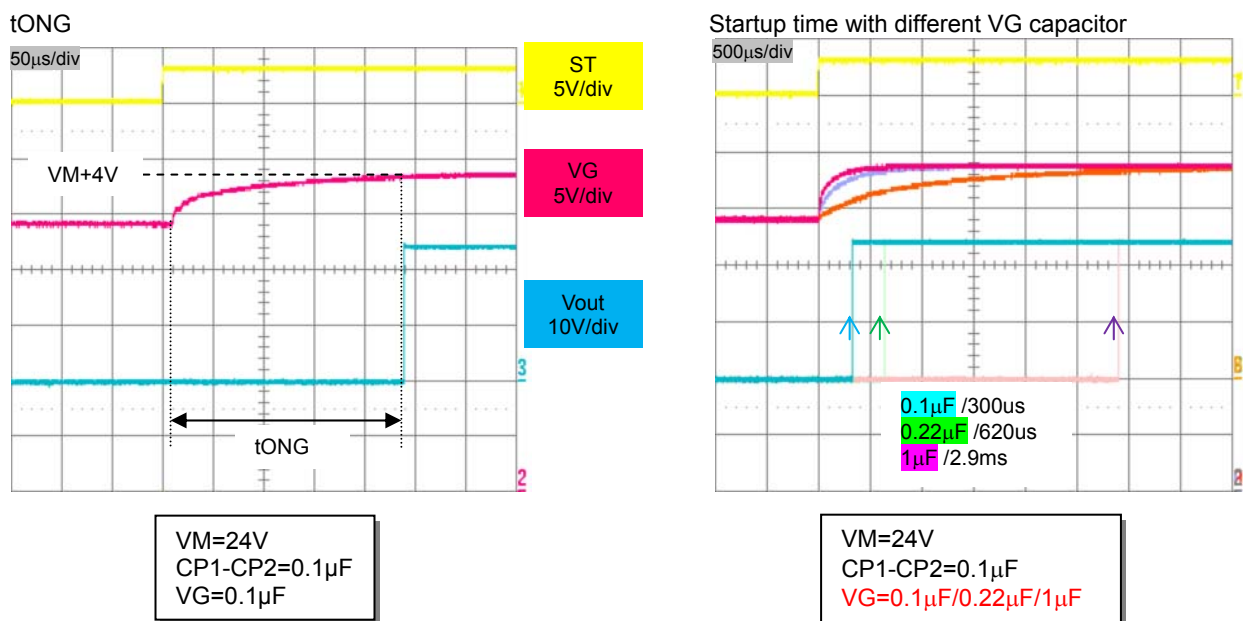 tONG
50μs/div
ST
5V/div
VM+4V
VG
5V/div
Vout
10V/div
3
tONG
2
VM=24V
CP1-CP2=0.1μF
VG=0.1μF
Startup time with different VG capacitor
500μs/div
0.1μF /300us
0.22μF /620us
1μF /2.9ms
VM=24V
CP1-CP2=0.1μF
VG=0.1μF/0.22μF/1μF